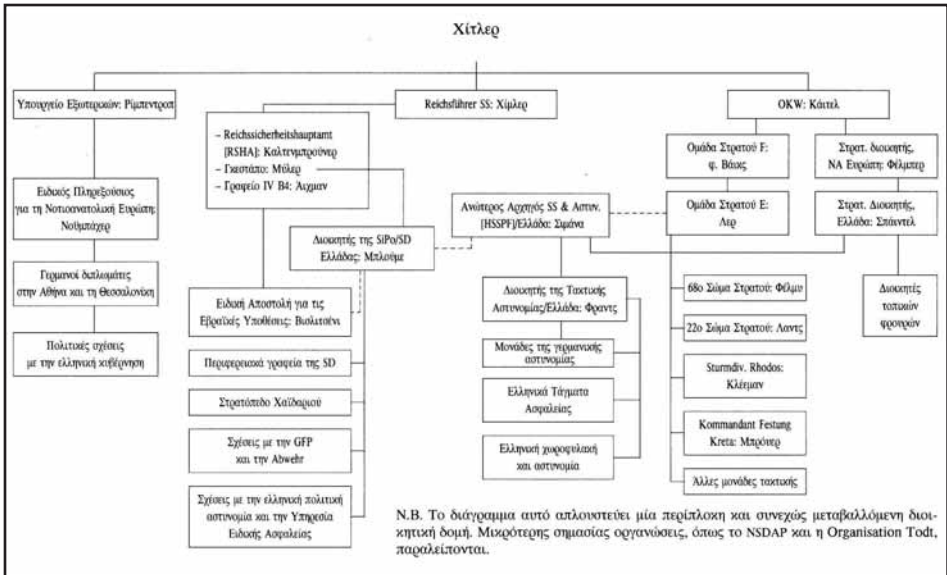 Χίτλερ
Υπουργείο Εξωτερικών: Ρίμπεντροπ
Reichsführer SS: Χίμλερ
OKW: Κάιτελ
– Reichssicherheitshauptamt
[RSHA]: Καλτενμπρούνερ
– Γκεστάπο: Μύλερ
– Γραφείο IV B4: Άιχμαν
Ομάδα Στρατού F:
φ. Βάικς
Στρατ. διοικητής,
ΝΑ Ευρώπη: Φέλμπερ
Ειδικός Πληρεξούσιος
για τη Νοτιοανατολική Ευρώπη:
Νοϋμπάχερ
Ανώτερος Αρχηγός SS & Αστυν.
[HSSPF]/Ελλάδα: Σιμάνα
Ομάδα Στρατού Ε:
Λερ
Στρατ. Διοικητής,
Ελλάδα: Σπάιντελ
Διοικητής της SiPo/SD
Ελλάδας: Μπλούμε
Γερμανοί διπλωμάτες
στην Αθήνα και τη Θεσσαλονίκη
Ειδική Αποστολή για τις
Εβραϊκές Υποθέσεις: Βισλιτσένι
Διοικητής της Τακτικής
Αστυνομίας/Ελλάδα: Φραντς
68ο Σώμα Στρατού: Φέλμυ
Διοικητές
τοπικών
φρουρών
Πολιτικές σχέσεις
με την ελληνική κυβέρνηση
Περιφερειακά γραφεία της SD
Μονάδες της γερμανικής
αστυνομίας
22ο Σώμα Στρατού: Λαντς
Στρατόπεδο Χαϊδαριού
Ελληνικά Τάγματα
Ασφαλείας
Sturmdiv. Rhodos:
Κλέεμαν
Σχέσεις με την GFP
και την Abwehr
Ελληνική χωροφυλακή
και αστυνομία
Kommandant Festung
Kreta: Μπρόυερ
Σχέσεις με την ελληνική πολιτική
αστυνομία και την Υπηρεσία
Ειδικής Ασφαλείας
Άλλες μονάδες τακτικής
N.B. Το διάγραμμα αυτό απλουστεύει μία περίπλοκη και συνεχώς μεταβαλλόμενη διοι-
κητική δομή. Μικρότερης σημασίας οργανώσεις, όπως το NSDAP και η Organisation Todt,
παραλείπονται.